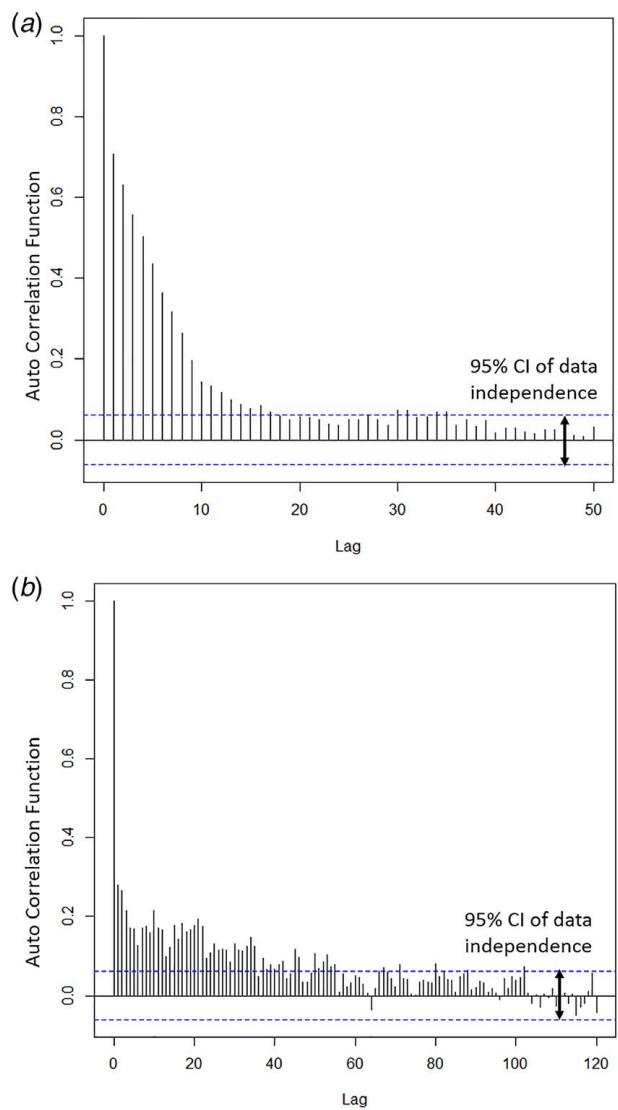 (a)
1.0
0.8
0.6
0.4
0.2
0.0
Auto Correlation Function
95% CI of data
independence
0 10 20 30 40 50
Lag
(b)
1.0
0.8
0.6
0.4
0.2
0.0
Auto Correlation Function
95% CI of data
independence
0 20 40 60 80 100 120
Lag